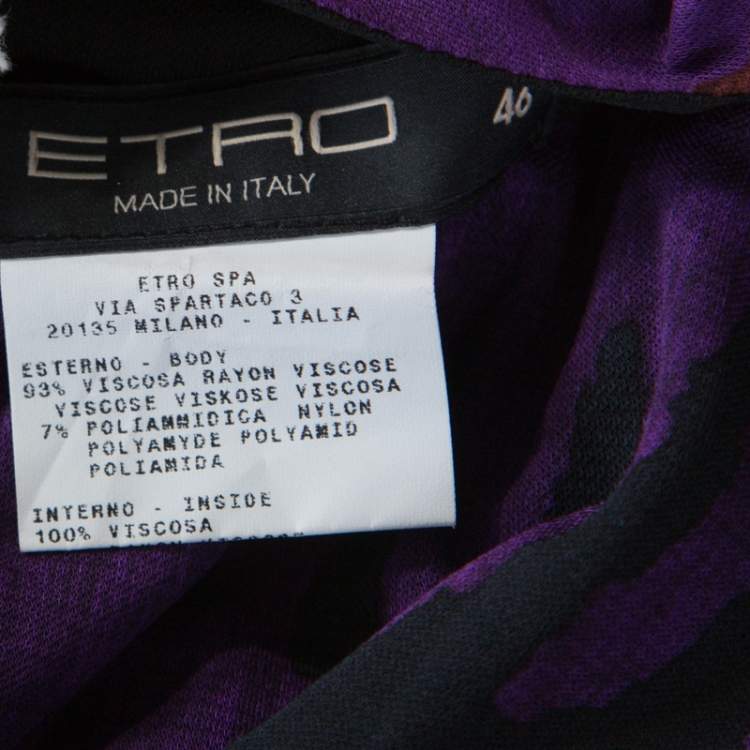 ETRO 40
MADE IN ITALY
ETRO SPA
VIA SPARTACO 3
20135 MILANO - ITALIA
ESTERNO - BODY
93% VISCOSA RAYON VISCOSE
VISCOSE VISKOSE VISCOSA
7% POLIAMMIDICA NYLON
POLYAMYDE POLYAMID
POLIAMIDA
INTERNO - INSIDE
100% VISCOSA